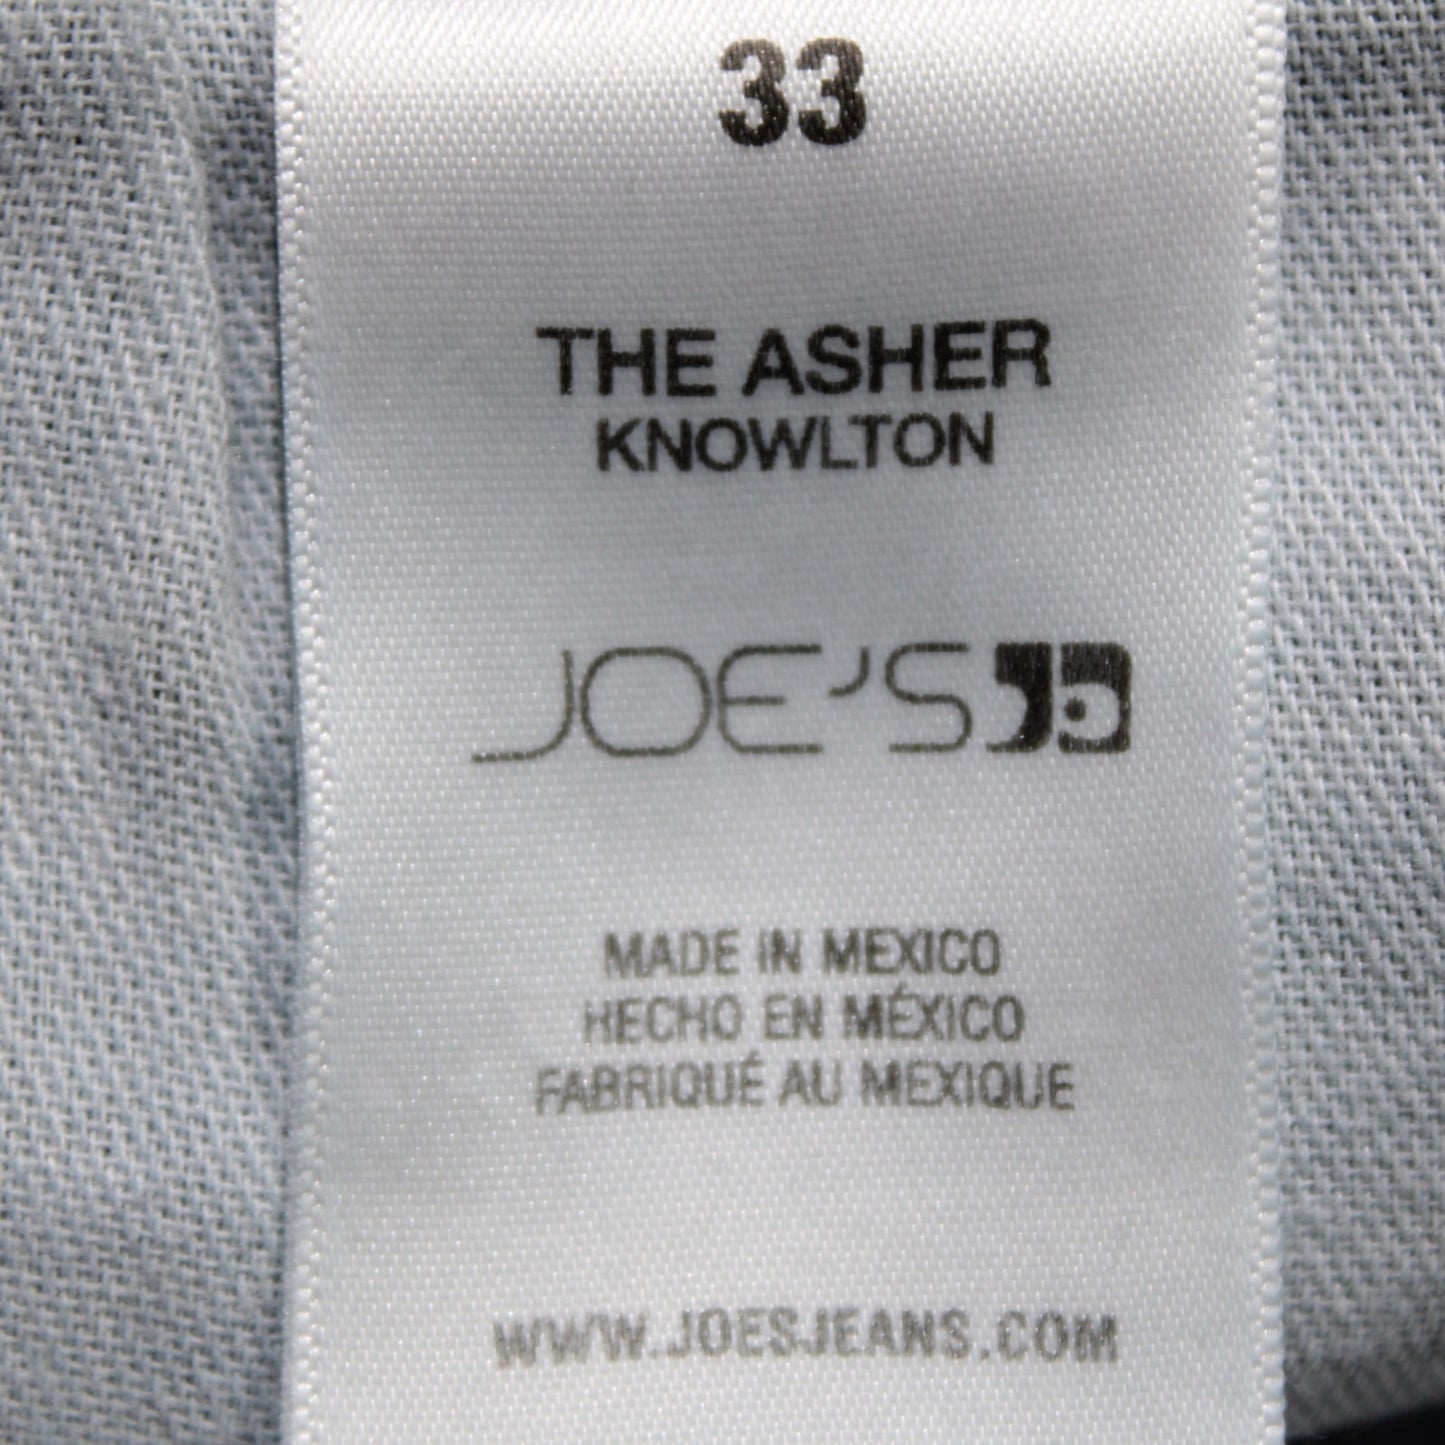 33
THE ASHER
KNOWLTON
JOE'S
MADE IN MEXICO
HECHO EN MÉXICO
FABRIQUÉ AU MEXIQUE
WWW.JOESJEANS.COM